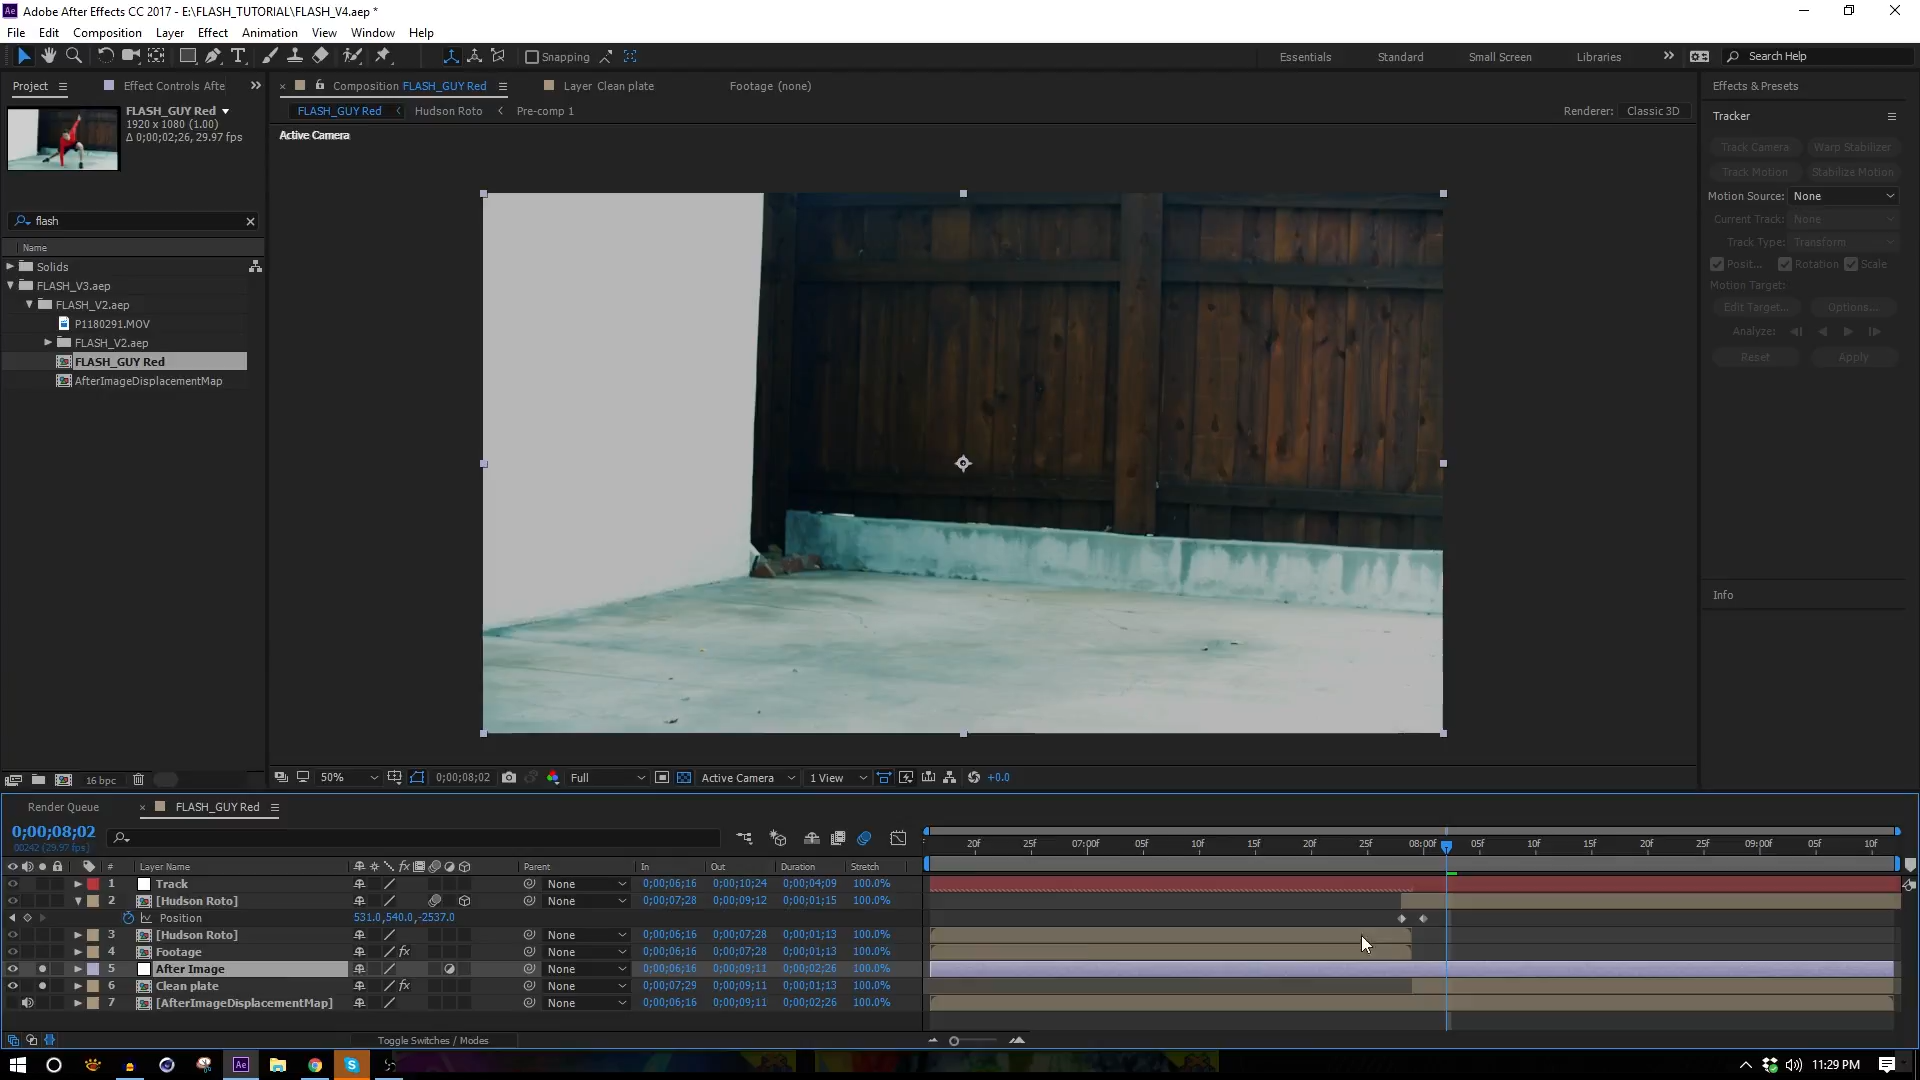 Adobe After Effects CC 2017 - E:\FLASH_TUTORIAL\FLASH_V4.aep *
File Edit Composition Layer Effect Animation View Window Help
Snapping Essentials Standard Small Screen Libraries Search Help
Project Effect Controls Afte Composition FLASH_GUY Red Layer Clean plate Footage (none) Effects & Presets
FLASH_GUY Red
1920 x 1080 (1.00)
Δ 0;00;02;26, 29.97 fps
FLASH_GUY Red Hudson Roto Pre-comp 1 Renderer: Classic 3D
Active Camera
Tracker
Track Camera Warp Stabilizer
Track Motion Stabilize Motion
Motion Source: None
Current Track: None
Track Type: Transform
Posit... Rotation Scale
Motion Target:
Edit Target... Options...
Analyze:
Reset Apply
Info
flash
Name
Solids
FLASH_V3.aep
FLASH_V2.aep
P1180291.MOV
FLASH_V2.aep
FLASH_GUY Red
AfterImageDisplacementMap
16 bpc
50% 0;00;08;02 Full Active Camera 1 View +0.0
Render Queue FLASH_GUY Red
0;00;08;02
00242 (29.97 fps)
20f 25f 07:00f 05f 10f 15f 20f 25f 08:00f 05f 10f 15f 20f 25f 09:00f 05f 10f
# Layer Name Parent In Out Duration Stretch
1 Track None 0;00;06;16 0;00;10;24 0;00;04;09 100.0%
2 [Hudson Roto] None 0;00;07;28 0;00;09;12 0;00;01;15 100.0%
Position 531.0,540.0,-2537.0
3 [Hudson Roto] None 0;00;06;16 0;00;07;28 0;00;01;13 100.0%
4 Footage None 0;00;06;16 0;00;07;28 0;00;01;13 100.0%
5 After Image None 0;00;06;16 0;00;09;11 0;00;02;26 100.0%
6 Clean plate None 0;00;07;29 0;00;09;11 0;00;01;13 100.0%
7 [AfterImageDisplacementMap] None 0;00;06;16 0;00;09;11 0;00;02;26 100.0%
Toggle Switches / Modes
11:29 PM